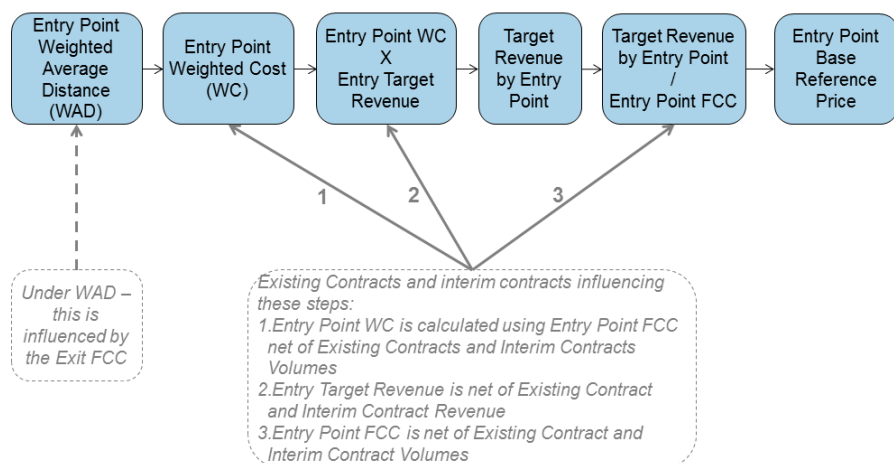 Entry Point
Weighted
Average
Distance
(WAD)
Entry Point
Weighted Cost
(WC)
Entry Point WC
X
Entry Target
Revenue
Target
Revenue
by Entry
Point
Target Revenue
by Entry Point
/
Entry Point FCC
Entry Point
Base
Reference
Price
1
2
3
Under WAD –
this is
influenced by
the Exit FCC
Existing Contracts and interim contracts influencing
these steps:
1.Entry Point WC is calculated using Entry Point FCC
net of Existing Contracts and Interim Contracts
Volumes
2.Entry Target Revenue is net of Existing Contract
and Interim Contract Revenue
3.Entry Point FCC is net of Existing Contract and
Interim Contract Volumes